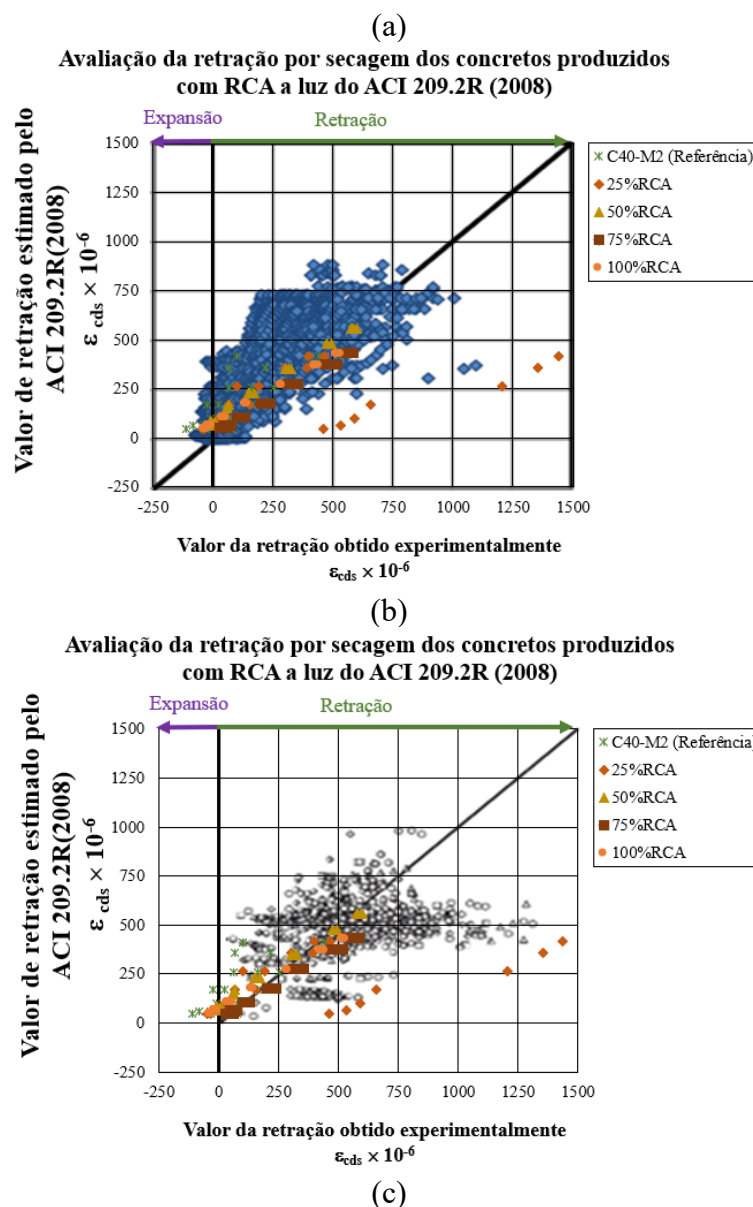 (a)
Avaliação da retração por secagem dos concretos produzidos
com RCA a luz do ACI 209.2R (2008)
Expansão
Retração
Valor de retração estimado pelo
ACI 209.2R(2008)
ε cds × 10-6
1500
1250
1000
750
500
250
0
-250
-250 0 250 500 750 1000 1250 1500
C40-M2 (Referência)
25%RCA
50%RCA
75%RCA
100%RCA
Valor da retração obtido experimentalmente
εcds × 10-6
(b)
Avaliação da retração por secagem dos concretos produzidos
com RCA a luz do ACI 209.2R (2008)
Expansão
Retração
Valor de retração estimado pelo
ACI 209.2R(2008)
ε cds × 10-6
1500
1250
1000
750
500
250
0
-250
-250 0 250 500 750 1000 1250 1500
C40-M2 (Referência)
25%RCA
50%RCA
75%RCA
100%RCA
Valor da retração obtido experimentalmente
εcds × 10-6
(c)